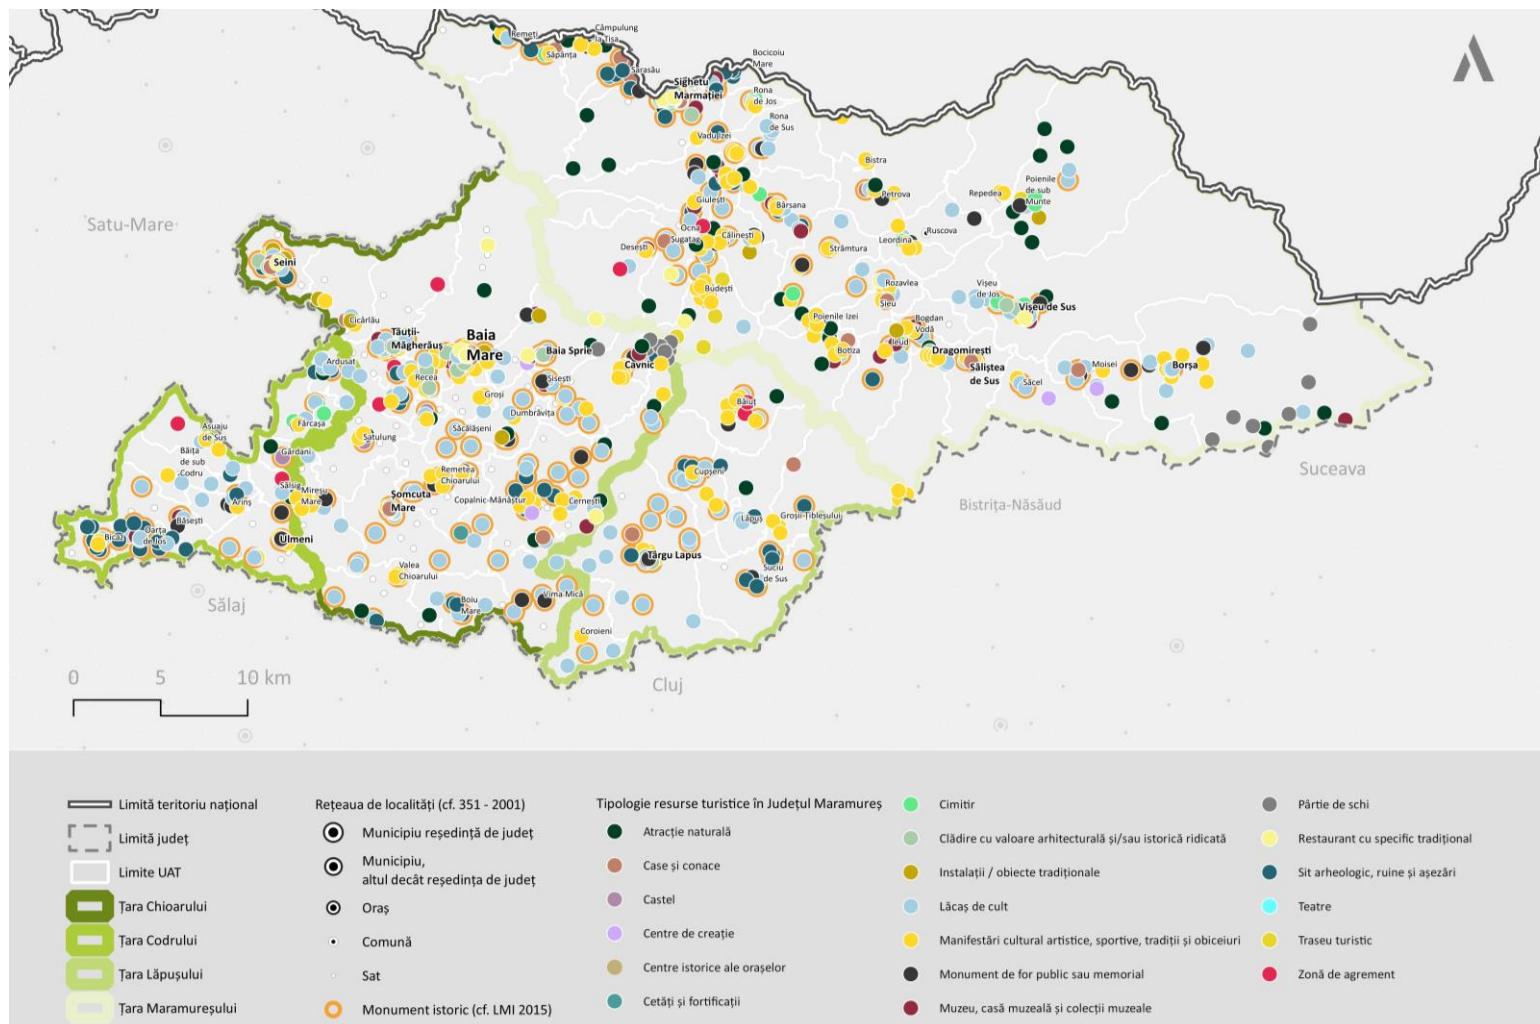 Remeți
Câmpulung
la Tisa
Săpânța
Sarasău
Bocicoiu
Mare
Sighetu
Marmației
Rona
de Jos
Rona
de Sus
Vadu Izei
Bistra
Petrova
Repedea
Poienile
de sub
Munte
Giulești
Bârsana
Satu-Mare
Ocna
Șugatag
Călinești
Desești
Strâmtura
Leordina
Ruscova
Seini
Budești
Rozavlea
Șieu
Vișeu
de Jos
Vișeu de Sus
Cicârlău
Tăuții-
Măgherăuș
Baia
Mare
Baia Sprie
Cavnic
Poienile Izei
Botiza
Bogdan
Vodă
Ieud
Dragomirești
Săliștea
de Sus
Săcel
Moisei
Borșa
Ardusat
Recea
Groși
Șișești
Dumbrăvița
Băiuț
Fărcașa
Asuaju
de Sus
Satulung
Săcălășeni
Suceava
Băița
de sub
Codru
Gârdani
Remetea
Chioarului
Cupșeni
Sălsig
Mireșu
Mare
Șomcuta
Mare
Copalnic-Mănăștur
Cernești
Bistrița-Năsăud
Ariniș
Băsești
Lăpuș
Groșii Țibleșului
Bicaz
Oarța
de Jos
Ulmeni
Târgu Lapus
Valea
Chioarului
Suciu
de Sus
Sălaj
Boiu
Mare
Vima Mică
Coroieni
Cluj
0 5 10 km
Limită teritoriu național
Limită județ
Limite UAT
Țara Chioarului
Țara Codrului
Țara Lăpușului
Țara Maramureșului
Rețeaua de localități (cf. 351 - 2001)
Municipiu reședință de județ
Municipiu,
altul decât reședința de județ
Oraș
Comună
Sat
Monument istoric (cf. LMI 2015)
Tipologie resurse turistice în Județul Maramureș
Atracție naturală
Case și conace
Castel
Centre de creație
Centre istorice ale orașelor
Cetăți și fortificații
Cimitir
Clădire cu valoare arhitecturală și/sau istorică ridicată
Instalații / obiecte tradiționale
Lăcaș de cult
Manifestări cultural artistice, sportive, tradiții și obiceiuri
Monument de for public sau memorial
Muzeu, casă muzeală și colecții muzeale
Pârtie de schi
Restaurant cu specific tradițional
Sit arheologic, ruine și așezări
Teatre
Traseu turistic
Zonă de agrement